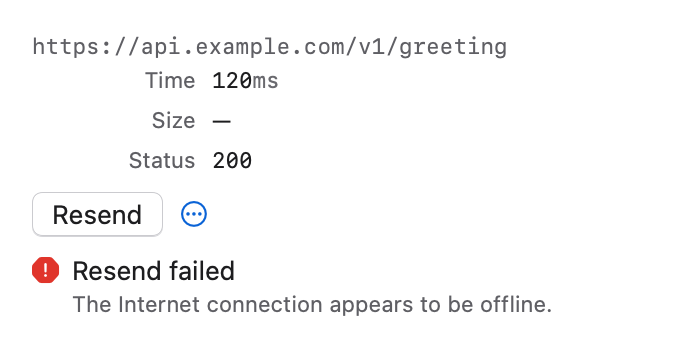 https://api.example.com/v1/greeting
Time 120ms
Size —
Status 200
Resend
Resend failed
The Internet connection appears to be offline.